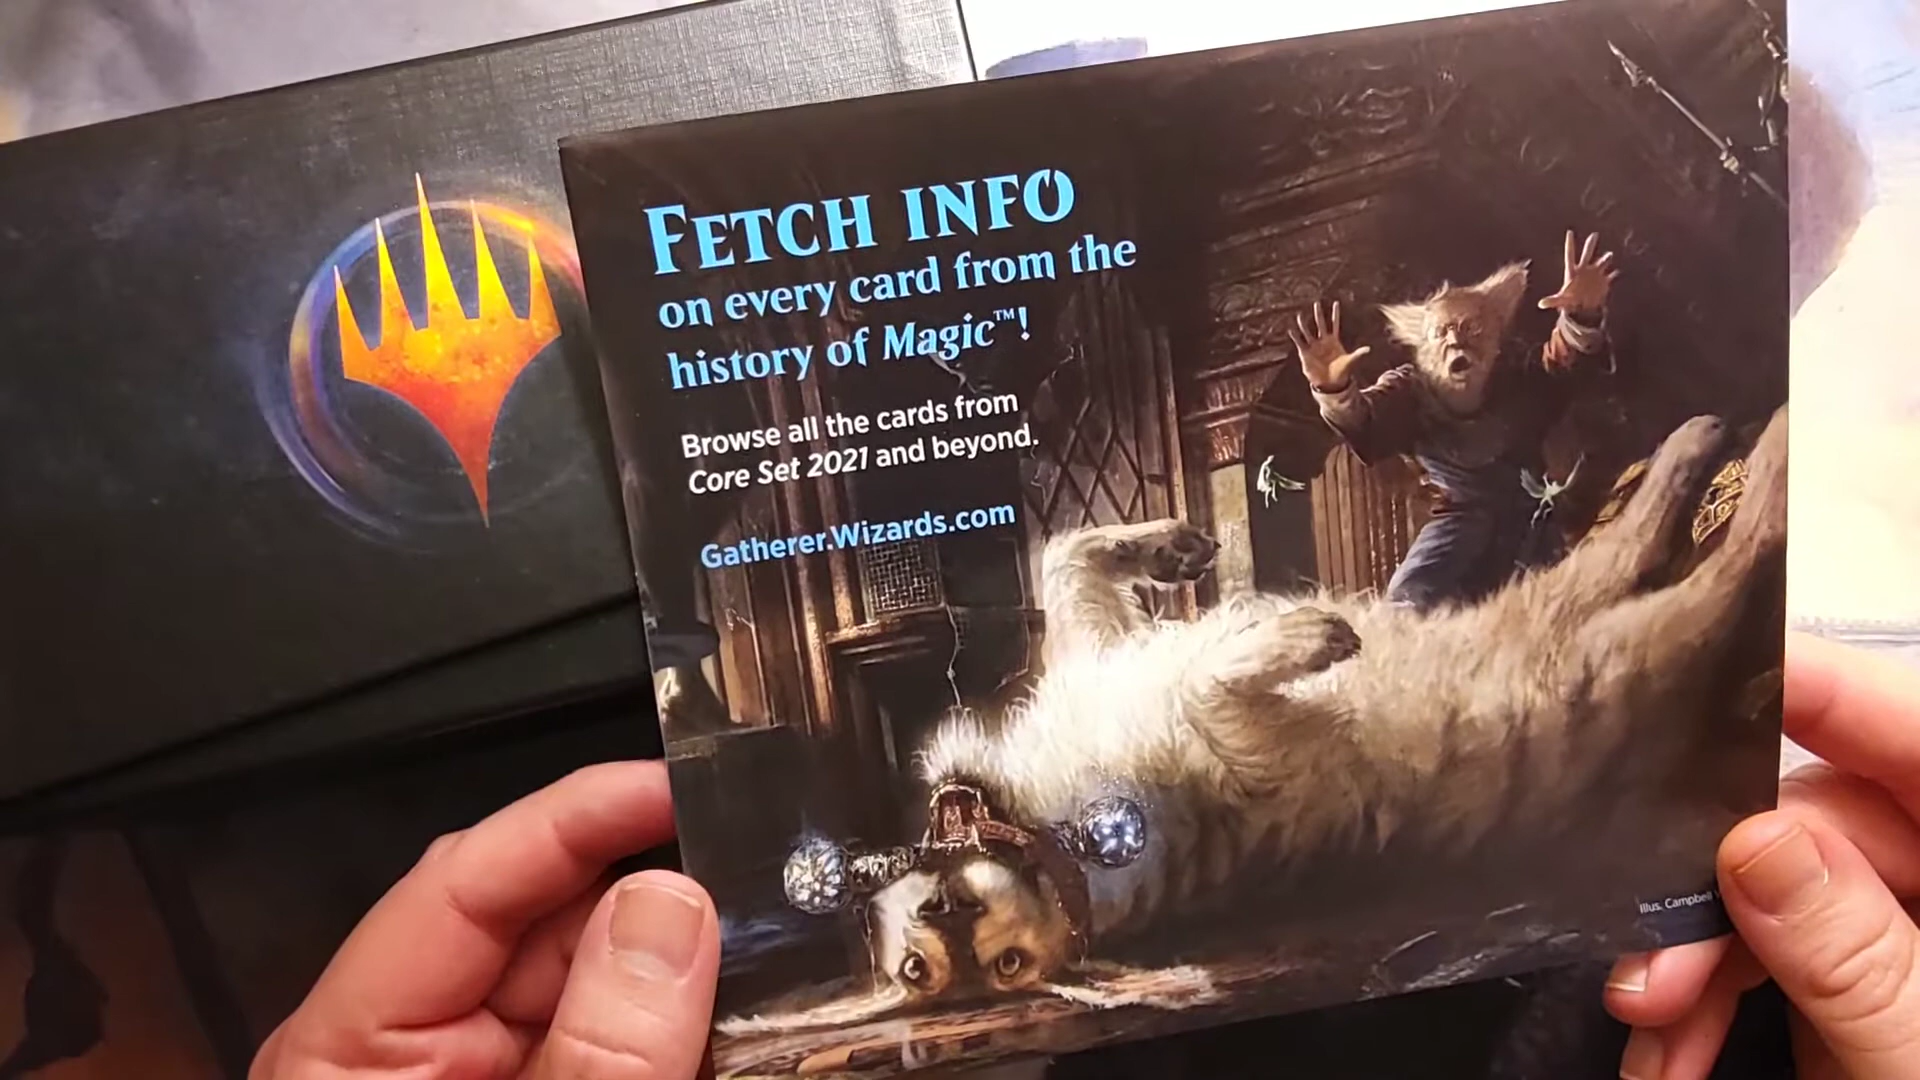 FETCH INFO
on every card from the
history of Magic™!
Browse all the cards from
Core Set 2021 and beyond.
Gatherer.Wizards.com
Illus. Campbell